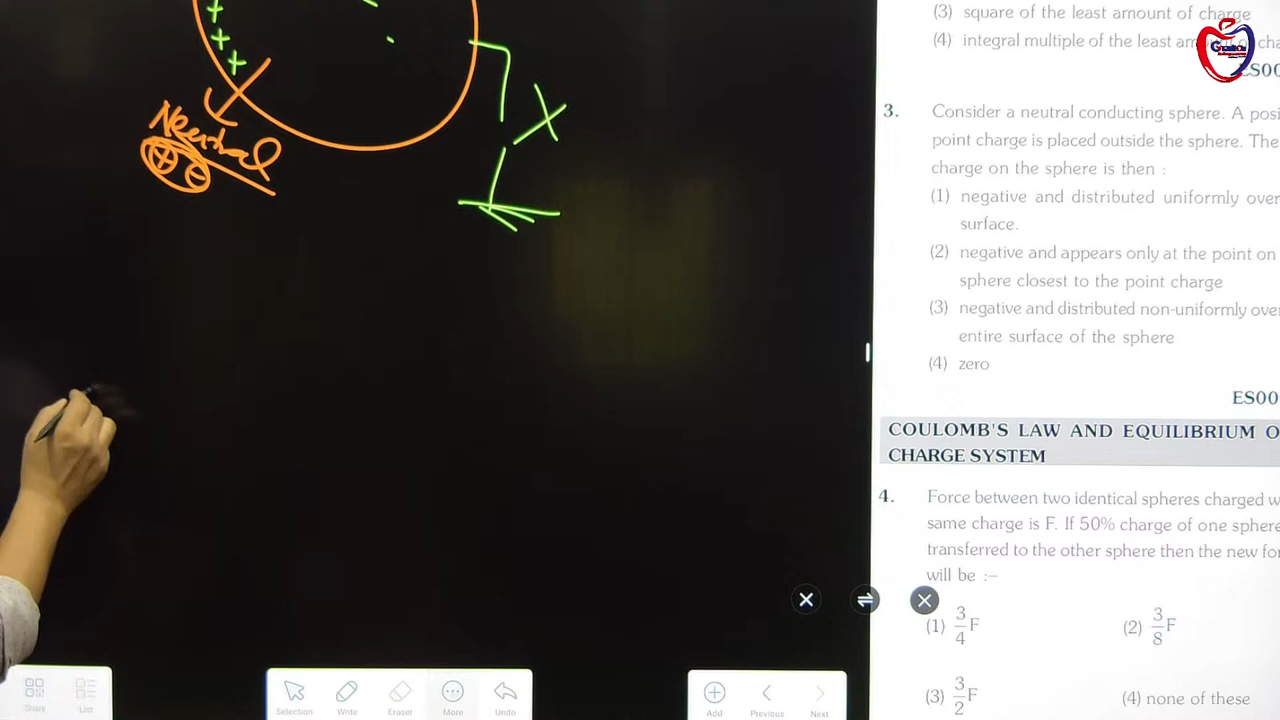 (3) square of the least amount of charge
(4) integral multiple of the least
ES00
3. Consider a neutral conducting sphere. A posi
point charge is placed outside the sphere. The
charge on the sphere is then :
(1) negative and distributed uniformly over
surface.
(2) negative and appears only at the point on
sphere closest to the point charge
(3) negative and distributed non-uniformly over
entire surface of the sphere
(4) zero
ES00
COULOMB'S LAW AND EQUILIBRIUM O
CHARGE SYSTEM
4. Force between two identical spheres charged w
same charge is F. If 50% charge of one sphere
transferred to the other sphere then the new for
will be :–
(1) 3/4 F (2) 3/8 F
(3) 3/2 F (4) none of these
+
+
+
Neutral
+ −
X
Share List Selection Write Eraser More Undo Add Previous Next